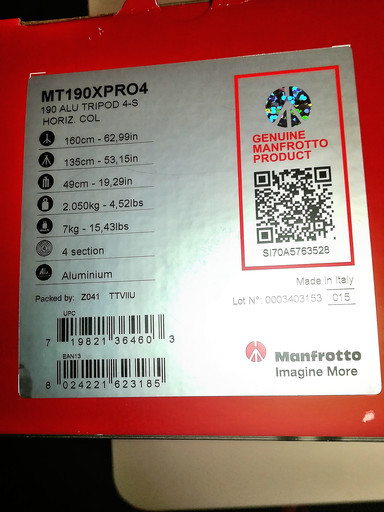 MT190XPRO4
190 ALU TRIPOD 4-S
HORIZ. COL
160cm - 62,99in
135cm - 53,15in
49cm - 19,29in
2.050kg - 4,52lbs
7kg - 15,43lbs
4 section
Aluminium
Packed by: Z041 TTVIIU
UPC
7 19821 36460 3
EAN13
8 024221 623185
GENUINE
MANFROTTO
PRODUCT
SI70A5763528
Made in Italy
Lot N°: 0003403153 015
Manfrotto
Imagine More